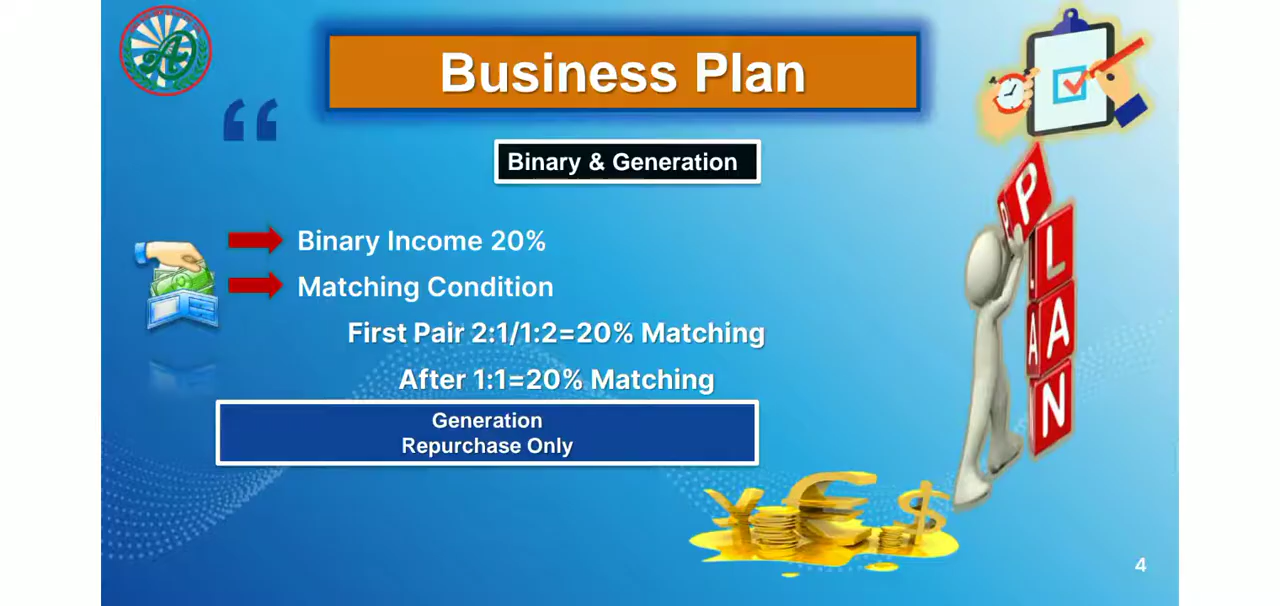 Business Plan
Binary & Generation
Binary Income 20%
Matching Condition
First Pair 2:1/1:2=20% Matching
After 1:1=20% Matching
Generation
Repurchase Only
PLAN
4